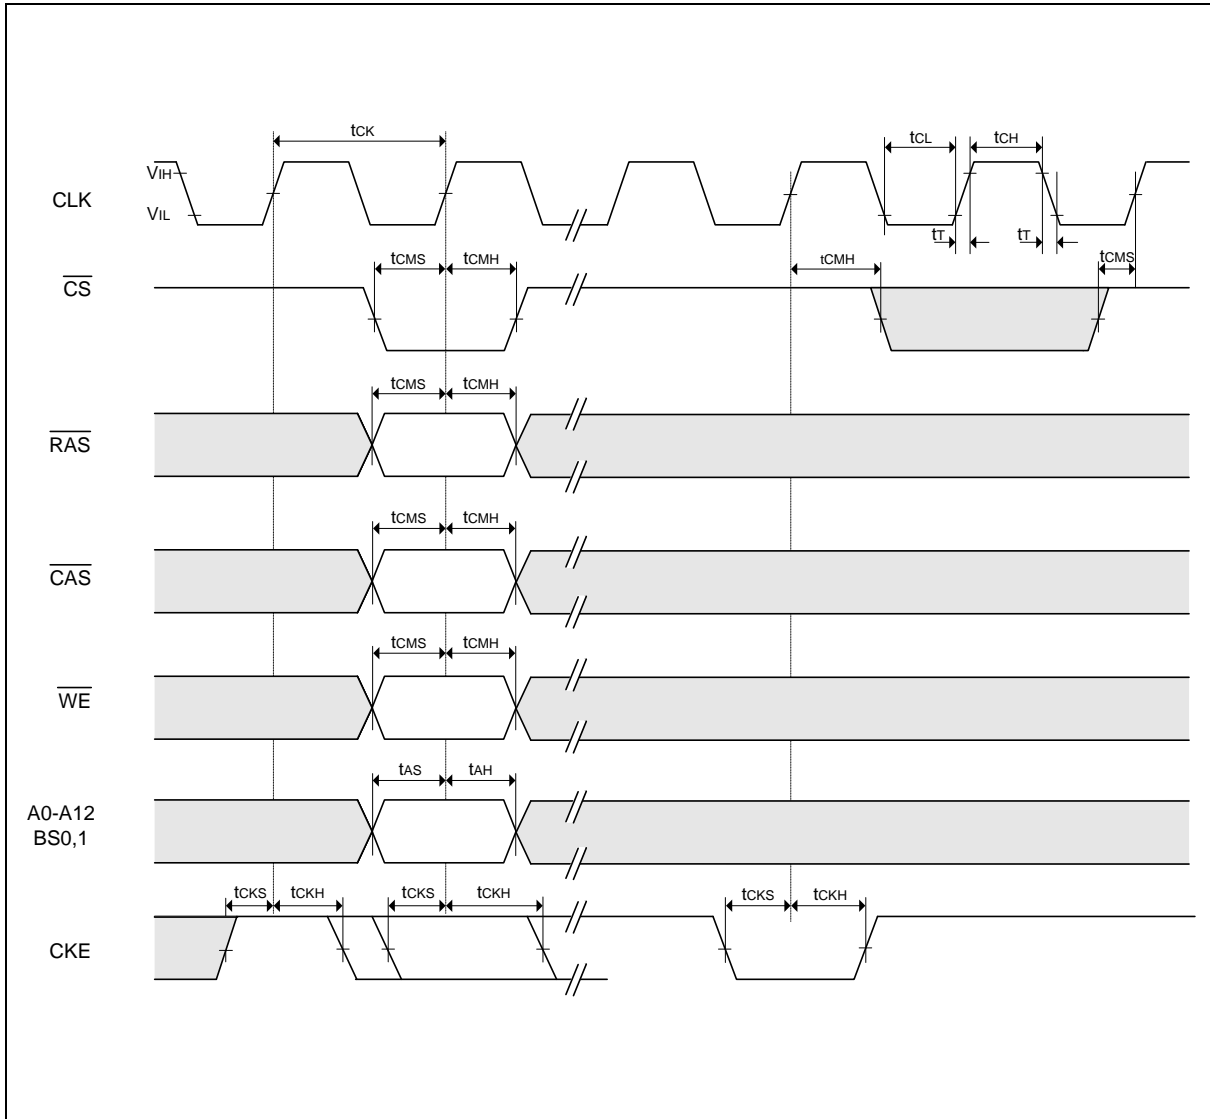 tCK
tCL
tCH
VIH
CLK
VIL
tT
tT
tCMS
tCMH
tCMH
tCMS
CS
tCMS
tCMH
RAS
tCMS
tCMH
CAS
tCMS
tCMH
WE
tAS
tAH
A0-A12
BS0,1
tCKS
tCKH
tCKS
tCKH
tCKS
tCKH
CKE